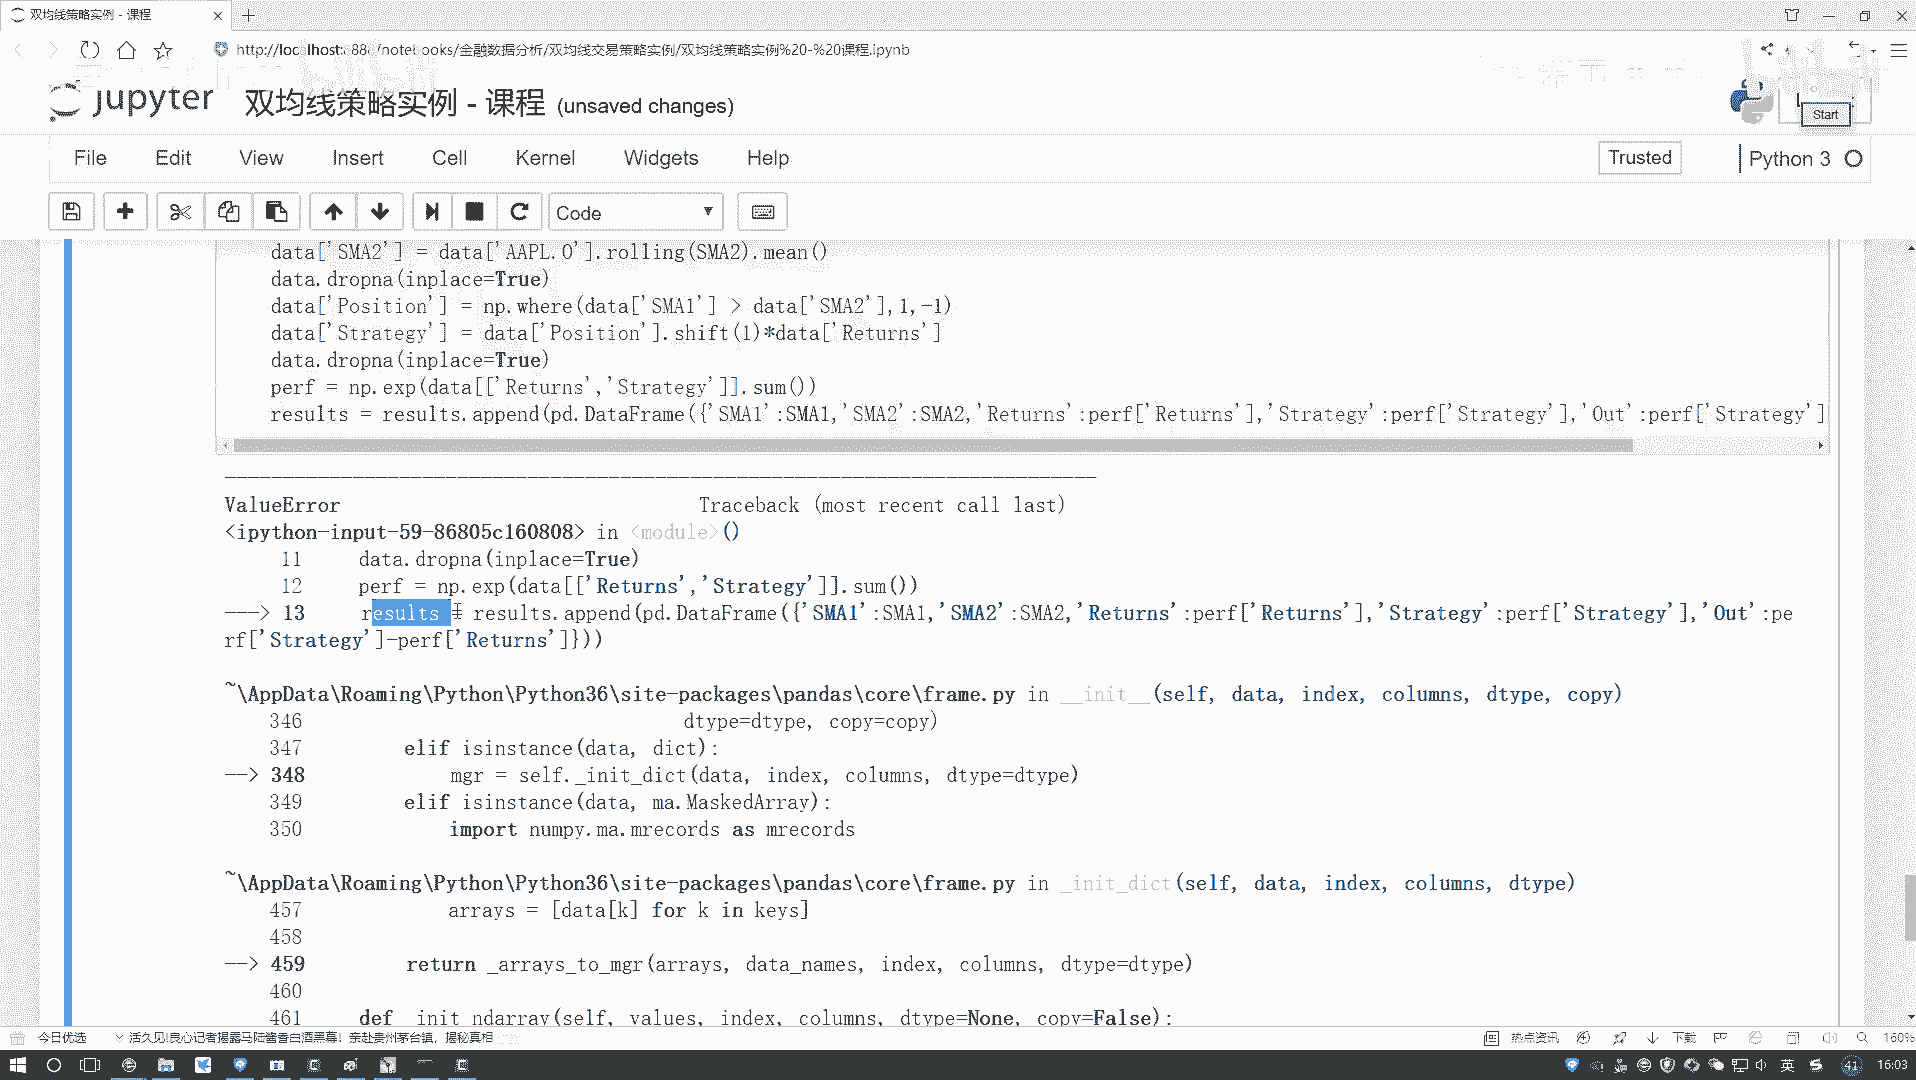 双均线策略实例 - 课程
/notebooks/金融数据分析/双均线交易策略实例/双均线策略实例%20-%20课程.ipynb
jupyter 双均线策略实例 - 课程 (unsaved changes)
Start
File Edit View Insert Cell Kernel Widgets Help
Trusted
Python 3
Code
data['SMA2'] = data['AAPL.O'].rolling(SMA2).mean()
data.dropna(inplace=True)
data['Position'] = np.where(data['SMA1'] > data['SMA2'],1,-1)
data['Strategy'] = data['Position'].shift(1)*data['Returns']
data.dropna(inplace=True)
perf = np.exp(data[['Returns','Strategy']].sum())
results = results.append(pd.DataFrame({'SMA1':SMA1,'SMA2':SMA2,'Returns':perf['Returns'],'Strategy':perf['Strategy'],'Out':perf['Strategy']
---------------------------------------------------------------------------
ValueError Traceback (most recent call last)
<ipython-input-59-86805c160808> in <module>()
11 data.dropna(inplace=True)
12 perf = np.exp(data[['Returns','Strategy']].sum())
---> 13 results = results.append(pd.DataFrame({'SMA1':SMA1,'SMA2':SMA2,'Returns':perf['Returns'],'Strategy':perf['Strategy'],'Out':pe
rf['Strategy']-perf['Returns']}))
~\AppData\Roaming\Python\Python36\site-packages\pandas\core\frame.py in __init__(self, data, index, columns, dtype, copy)
346 dtype=dtype, copy=copy)
347 elif isinstance(data, dict):
--> 348 mgr = self._init_dict(data, index, columns, dtype=dtype)
349 elif isinstance(data, ma.MaskedArray):
350 import numpy.ma.mrecords as mrecords
~\AppData\Roaming\Python\Python36\site-packages\pandas\core\frame.py in _init_dict(self, data, index, columns, dtype)
457 arrays = [data[k] for k in keys]
458
--> 459 return _arrays_to_mgr(arrays, data_names, index, columns, dtype=dtype)
460
461 def _init_ndarray(self, values, index, columns, dtype=None, copy=False):
今日优选 活久见!良心记者揭露马陆酱香白酒黑幕! 亲赴贵州茅台镇，揭秘真相
热点资讯 下载 160%
英 41 16:03